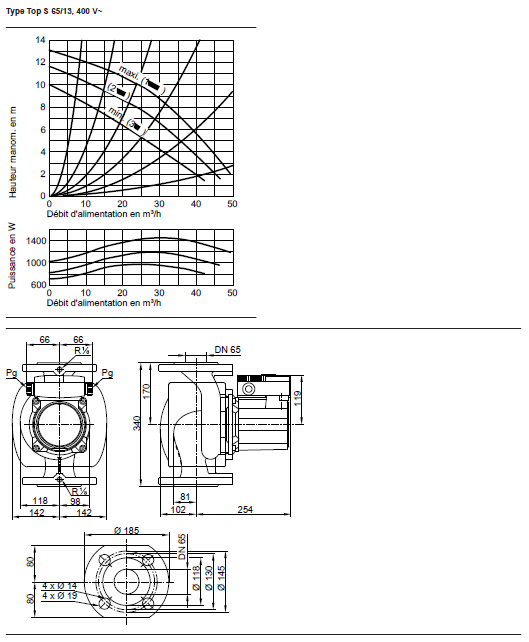 Type Top S 65/13, 400 V~
Hauteur manom. en m
14
12
10
8
6
4
2
0
maxi. (1
(2
min. (3
0 10 20 30 40 50
Débit d'alimentation en m³/h
Puissance en W
1400
1000
600
0 10 20 30 40 50
Débit d'alimentation en m³/h
66 66
R⅛
Pg Pg
R⅛
118 98
142 142
DN 65
340
170
119
81
102 254
Ø 185
80
80
4 x Ø 14
4 x Ø 19
DN 65
Ø 118
Ø 130
Ø 145